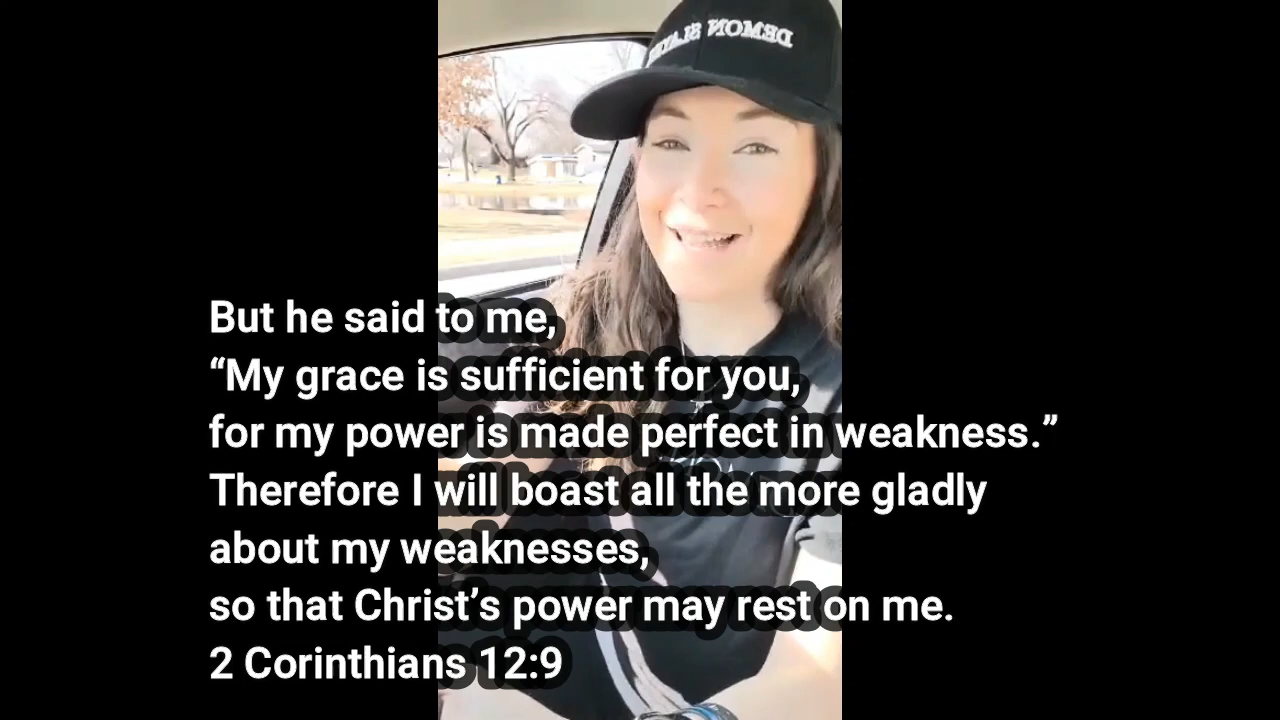 DEMON SLAYE
But he said to me,
“My grace is sufficient for you,
for my power is made perfect in weakness.”
Therefore I will boast all the more gladly
about my weaknesses,
so that Christ’s power may rest on me.
2 Corinthians 12:9